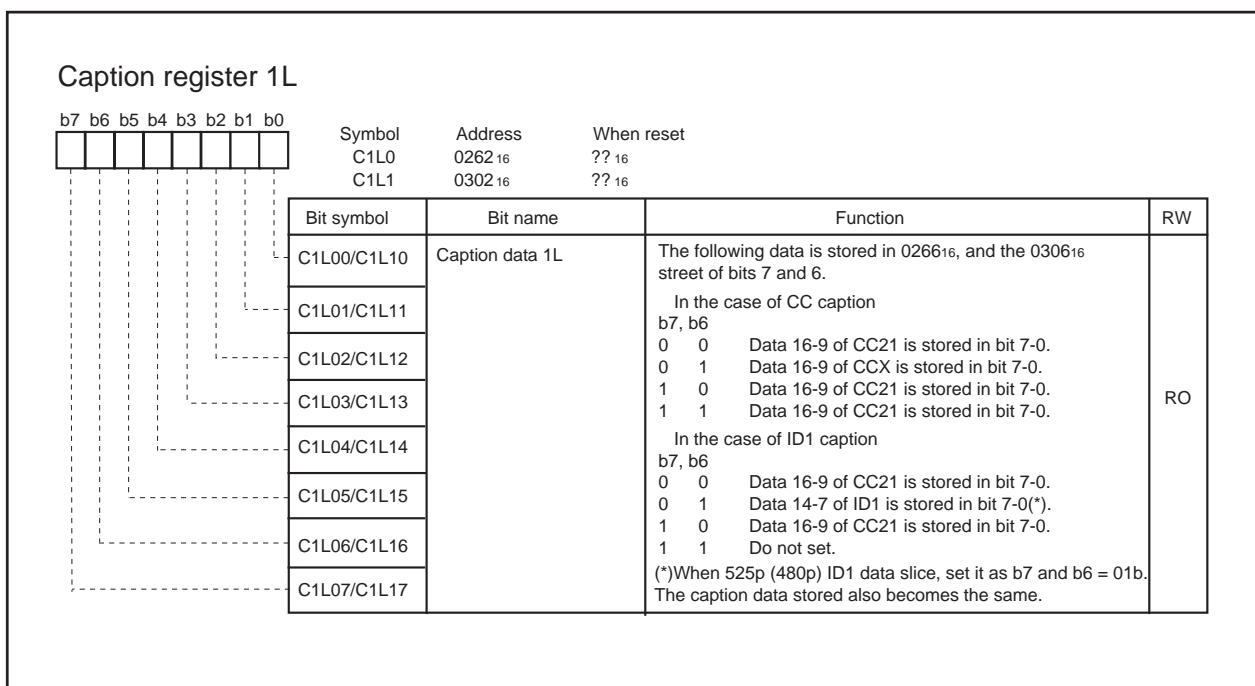 Caption register 1L
b7 b6 b5 b4 b3 b2 b1 b0
Symbol Address When reset
C1L0 0262 16 ?? 16
C1L1 0302 16 ?? 16
Bit symbol Bit name Function RW
C1L00/C1L10 Caption data 1L The following data is stored in 026616, and the 030616
street of bits 7 and 6.
C1L01/C1L11 In the case of CC caption
b7, b6
0 0 Data 16-9 of CC21 is stored in bit 7-0.
C1L02/C1L12 0 1 Data 16-9 of CCX is stored in bit 7-0.
1 0 Data 16-9 of CC21 is stored in bit 7-0.
C1L03/C1L13 1 1 Data 16-9 of CC21 is stored in bit 7-0. RO
C1L04/C1L14 In the case of ID1 caption
b7, b6
0 0 Data 16-9 of CC21 is stored in bit 7-0.
C1L05/C1L15 0 1 Data 14-7 of ID1 is stored in bit 7-0(*).
1 0 Data 16-9 of CC21 is stored in bit 7-0.
C1L06/C1L16 1 1 Do not set.
(*)When 525p (480p) ID1 data slice, set it as b7 and b6 = 01b.
C1L07/C1L17 The caption data stored also becomes the same.